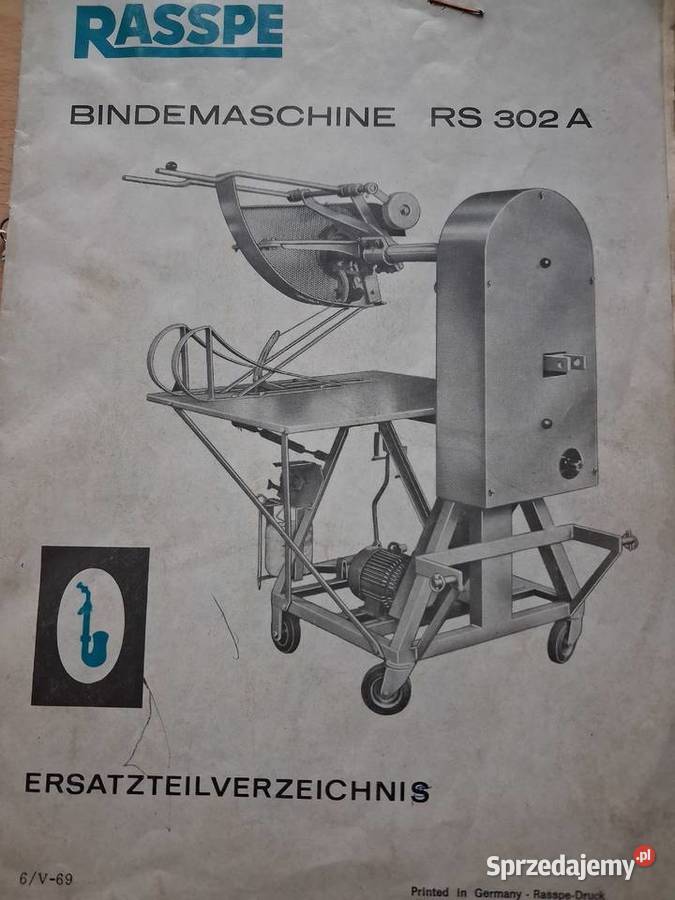 RASSPE
BINDEMASCHINE RS 302 A
ERSATZTEILVERZEICHNIS
6/V-69
Printed in Germany - Rasspe-Druck
Sprzedajemy.pl